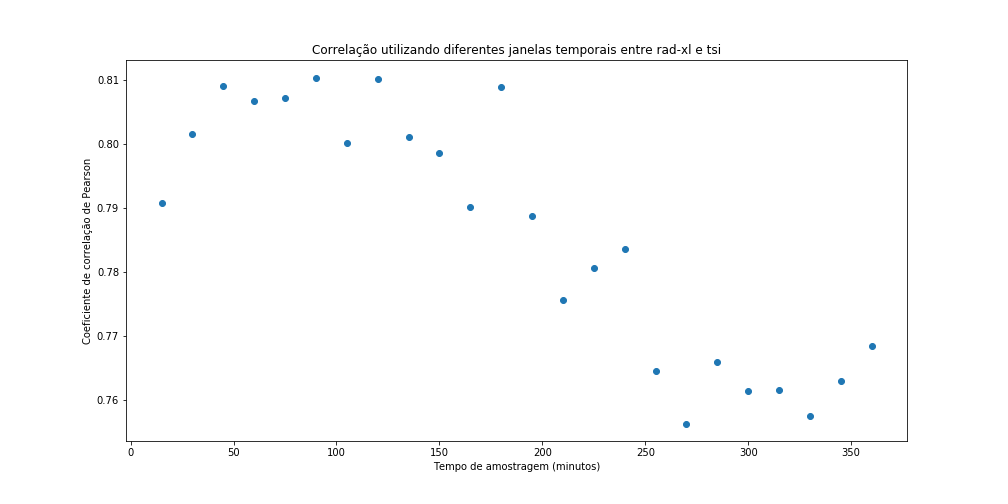 Correlação utilizando diferentes janelas temporais entre rad-xl e tsi
Coeficiente de correlação de Pearson
0.81
0.80
0.79
0.78
0.77
0.76
0 50 100 150 200 250 300 350
Tempo de amostragem (minutos)